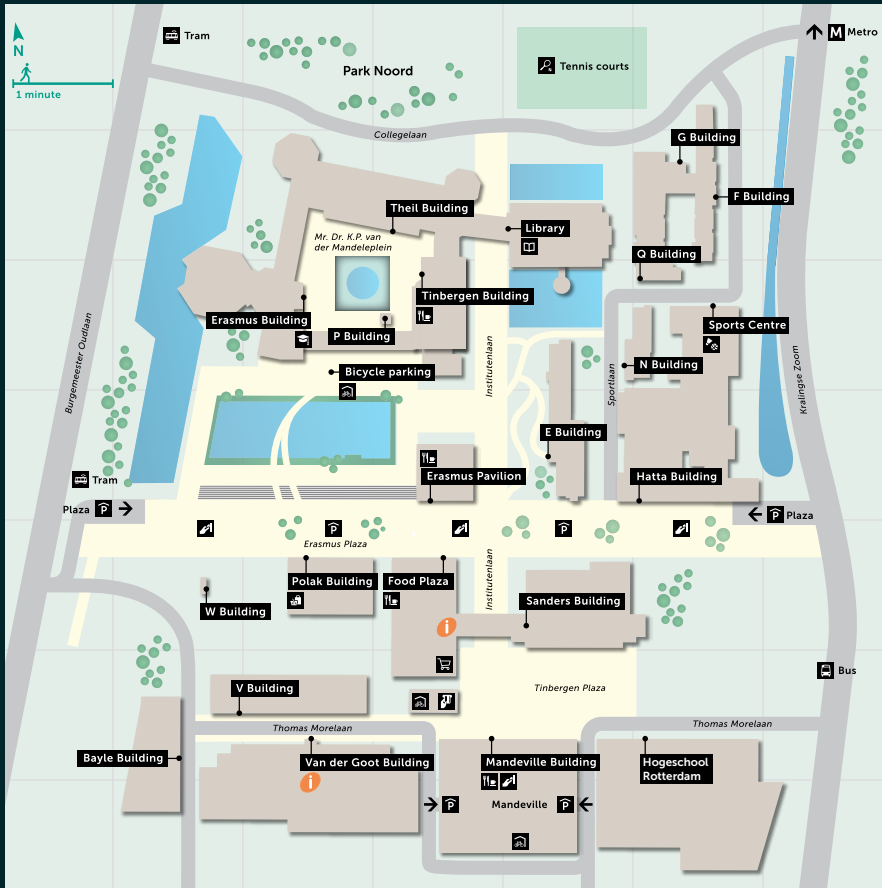 Tram
M Metro
N
1 minute
Park Noord
Tennis courts
Collegelaan
G Building
F Building
Theil Building
Library
Mr. Dr. K.P. van
der Mandeleplein
Q Building
Tinbergen Building
Erasmus Building
P Building
Sports Centre
Bicycle parking
N Building
Burgemeester Oudlaan
Institutenlaan
Sportlaan
Kralingse Zoom
E Building
Erasmus Pavilion
Hatta Building
Tram
Plaza P
P Plaza
P
P
Erasmus Plaza
Polak Building
Food Plaza
Institutenlaan
W Building
Sanders Building
i
Bus
V Building
Tinbergen Plaza
Thomas Morelaan
Thomas Morelaan
Bayle Building
Van der Goot Building
Mandeville Building
Hogeschool
Rotterdam
i
P
Mandeville
P